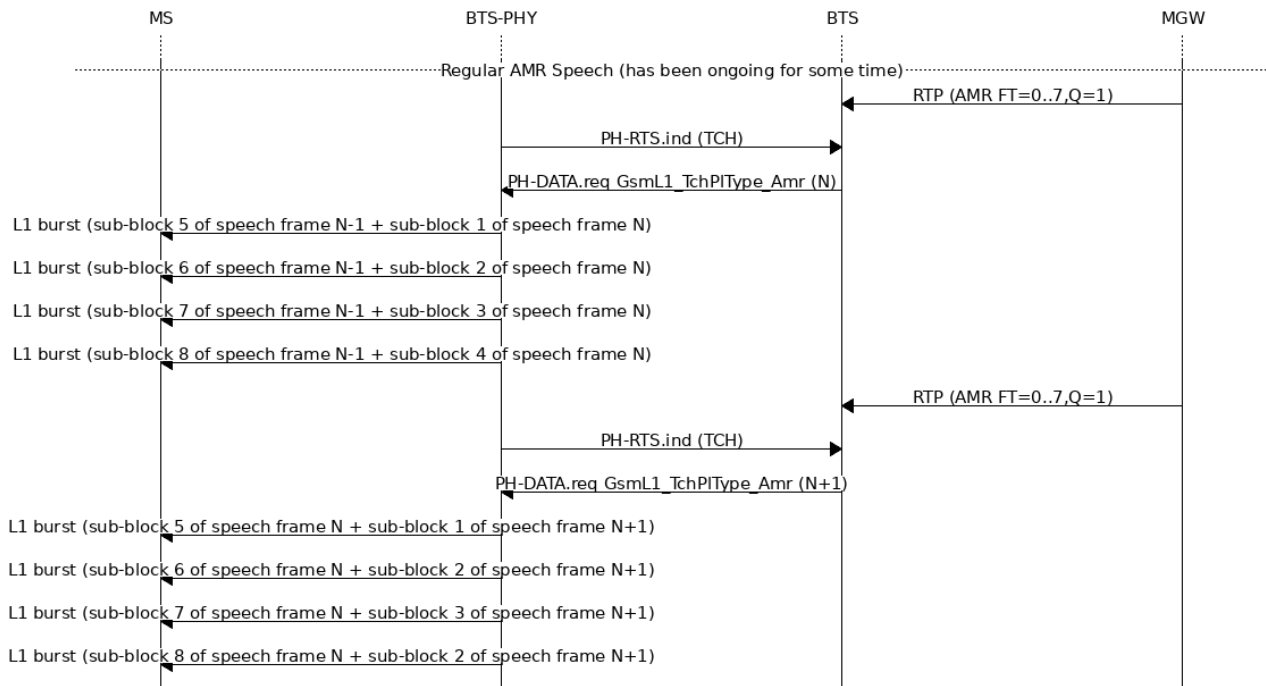 MS BTS-PHY BTS MGW
Regular AMR Speech (has been ongoing for some time)
RTP (AMR FT=0..7,Q=1)
PH-RTS.ind (TCH)
PH-DATA.req GsmL1_TchPlType_Amr (N)
L1 burst (sub-block 5 of speech frame N-1 + sub-block 1 of speech frame N)
L1 burst (sub-block 6 of speech frame N-1 + sub-block 2 of speech frame N)
L1 burst (sub-block 7 of speech frame N-1 + sub-block 3 of speech frame N)
L1 burst (sub-block 8 of speech frame N-1 + sub-block 4 of speech frame N)
RTP (AMR FT=0..7,Q=1)
PH-RTS.ind (TCH)
PH-DATA.req GsmL1_TchPlType_Amr (N+1)
L1 burst (sub-block 5 of speech frame N + sub-block 1 of speech frame N+1)
L1 burst (sub-block 6 of speech frame N + sub-block 2 of speech frame N+1)
L1 burst (sub-block 7 of speech frame N + sub-block 3 of speech frame N+1)
L1 burst (sub-block 8 of speech frame N + sub-block 2 of speech frame N+1)